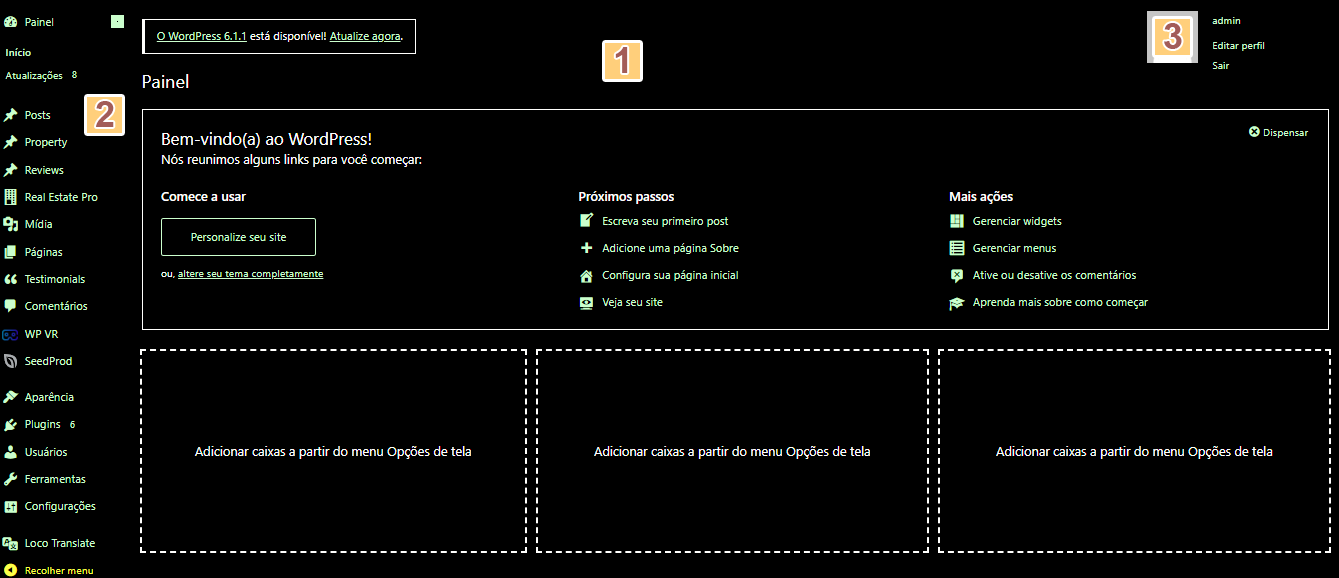 Painel
Início
Atualizações 8
Posts
2
Property
Reviews
Real Estate Pro
Mídia
Páginas
Testimonials
Comentários
WP VR
SeedProd
Aparência
Plugins 6
Usuários
Ferramentas
Configurações
Loco Translate
Recolher menu
O WordPress 6.1.1 está disponível! Atualize agora.
1
3
admin
Editar perfil
Sair
Painel
Bem-vindo(a) ao WordPress!
Dispensar
Nós reunimos alguns links para você começar:
Comece a usar
Personalize seu site
ou, altere seu tema completamente
Próximos passos
Escreva seu primeiro post
Adicione uma página Sobre
Configura sua página inicial
Veja seu site
Mais ações
Gerenciar widgets
Gerenciar menus
Ative ou desative os comentários
Aprenda mais sobre como começar
Adicionar caixas a partir do menu Opções de tela
Adicionar caixas a partir do menu Opções de tela
Adicionar caixas a partir do menu Opções de tela